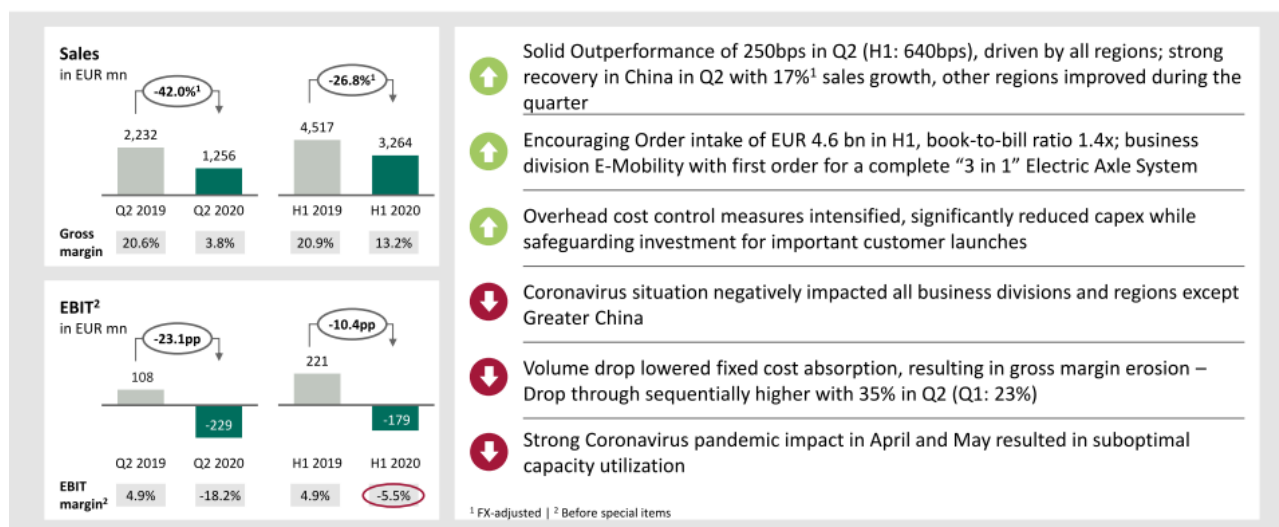 Sales
in EUR mn
-42.0%¹
-26.8%¹
2,232
1,256
4,517
3,264
Q2 2019
Q2 2020
H1 2019
H1 2020
Gross
margin
20.6%
3.8%
20.9%
13.2%
EBIT²
in EUR mn
-23.1pp
-10.4pp
108
-229
221
-179
Q2 2019
Q2 2020
H1 2019
H1 2020
EBIT
margin²
4.9%
-18.2%
4.9%
-5.5%
Solid Outperformance of 250bps in Q2 (H1: 640bps), driven by all regions; strong
recovery in China in Q2 with 17%¹ sales growth, other regions improved during the
quarter
Encouraging Order intake of EUR 4.6 bn in H1, book-to-bill ratio 1.4x; business
division E-Mobility with first order for a complete “3 in 1” Electric Axle System
Overhead cost control measures intensified, significantly reduced capex while
safeguarding investment for important customer launches
Coronavirus situation negatively impacted all business divisions and regions except
Greater China
Volume drop lowered fixed cost absorption, resulting in gross margin erosion –
Drop through sequentially higher with 35% in Q2 (Q1: 23%)
Strong Coronavirus pandemic impact in April and May resulted in suboptimal
capacity utilization
¹ FX-adjusted | ² Before special items